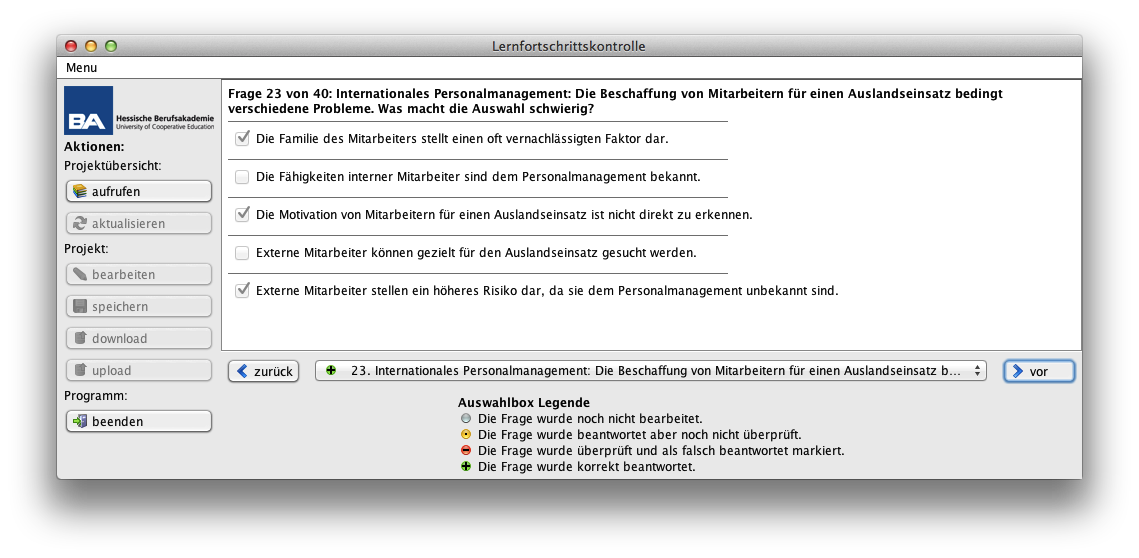 Lernfortschrittskontrolle
Menu
BA Hessische Berufsakademie
University of Cooperative Education
Aktionen:
Projektübersicht:
aufrufen
aktualisieren
Projekt:
bearbeiten
speichern
download
upload
Programm:
beenden
Frage 23 von 40: Internationales Personalmanagement: Die Beschaffung von Mitarbeitern für einen Auslandseinsatz bedingt
verschiedene Probleme. Was macht die Auswahl schwierig?
Die Familie des Mitarbeiters stellt einen oft vernachlässigten Faktor dar.
Die Fähigkeiten interner Mitarbeiter sind dem Personalmanagement bekannt.
Die Motivation von Mitarbeitern für einen Auslandseinsatz ist nicht direkt zu erkennen.
Externe Mitarbeiter können gezielt für den Auslandseinsatz gesucht werden.
Externe Mitarbeiter stellen ein höheres Risiko dar, da sie dem Personalmanagement unbekannt sind.
zurück
23. Internationales Personalmanagement: Die Beschaffung von Mitarbeitern für einen Auslandseinsatz b...
vor
Auswahlbox Legende
Die Frage wurde noch nicht bearbeitet.
Die Frage wurde beantwortet aber noch nicht überprüft.
Die Frage wurde überprüft und als falsch beantwortet markiert.
Die Frage wurde korrekt beantwortet.